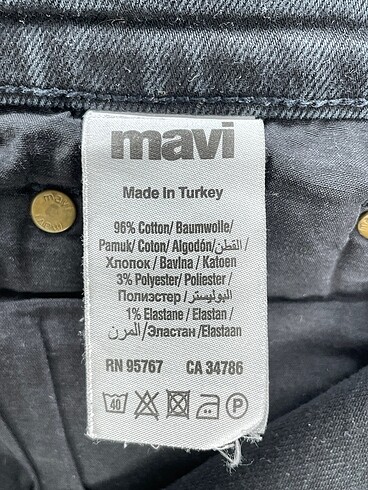 mavi
Made In Turkey
96% Cotton/ Baumwolle/
Pamuk/ Coton/ Algodón/القطن/
Хлопок/ Bavlna/ Katoen
3% Polyester/ Poliester/
Полиэстер/ البوليستر/
1% Elastane/ Elastan/
المرن/ Эластан /Elastaan
RN 95767 CA 34786
40 P
mavi